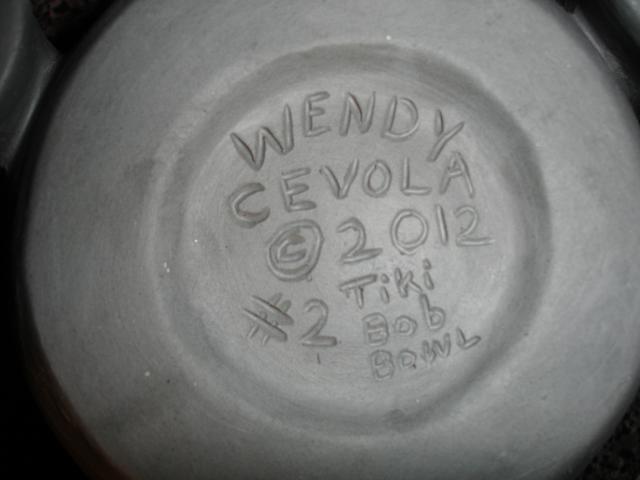 WENDY
CEVOLA
© 2012
#2 Tiki
Bob
BOWL